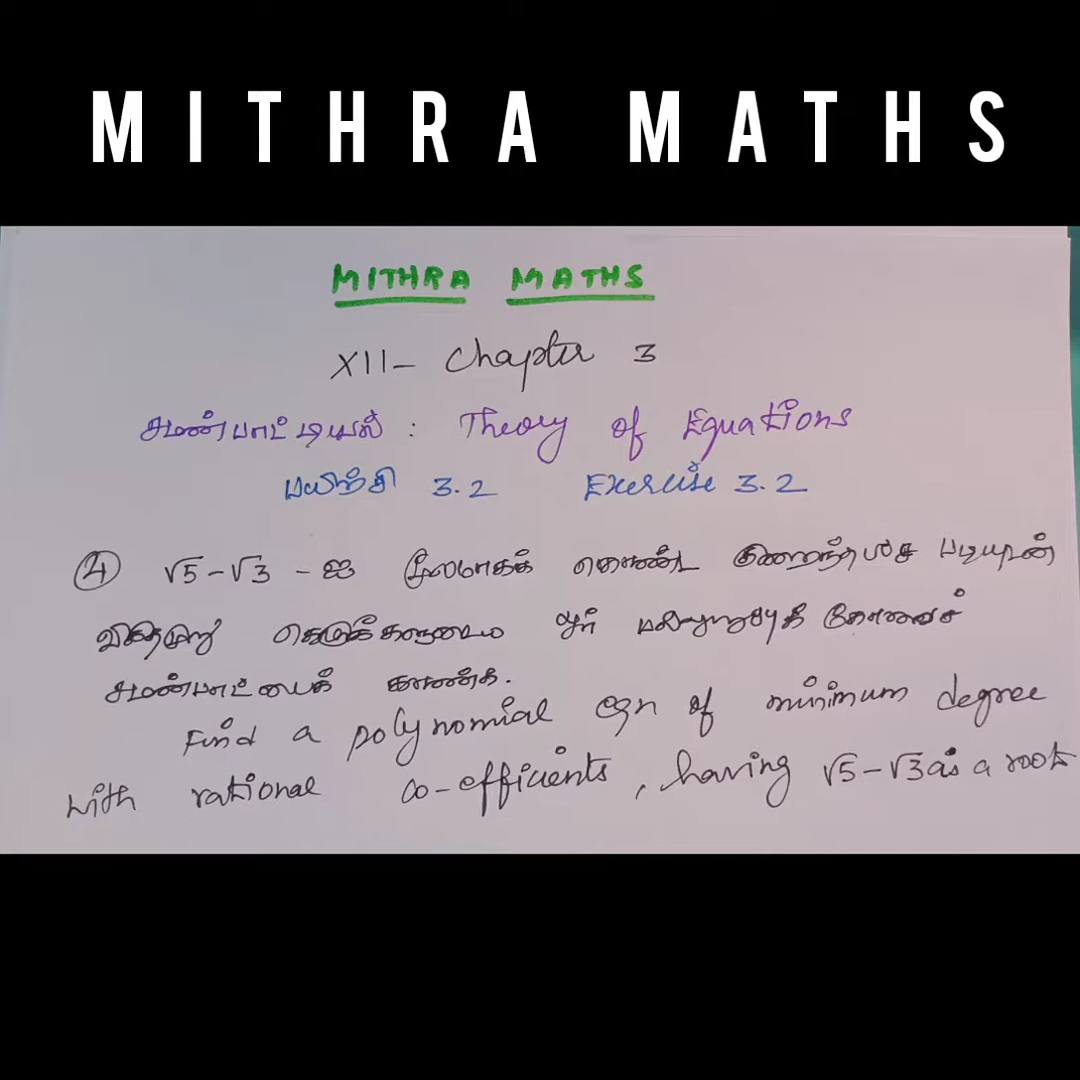 MITHRA MATHS
MITHRA MATHS
XII- Chapter 3
சமன்பாட்டியல் : Theory of Equations
பயிற்சி 3.2 Exercise 3.2
④ √5-√3 - ஐ மூலமாகக் கொண்ட குறைந்தபட்ச படியுடன்
விகிதமுறு கெழுக்களுடைய ஓர் பல்லுறுப்புக் கோவைச்
சமன்பாட்டைக் காண்க.
Find a polynomial eqn of minimum degree
with rational co-efficients, having √5-√3 as a root